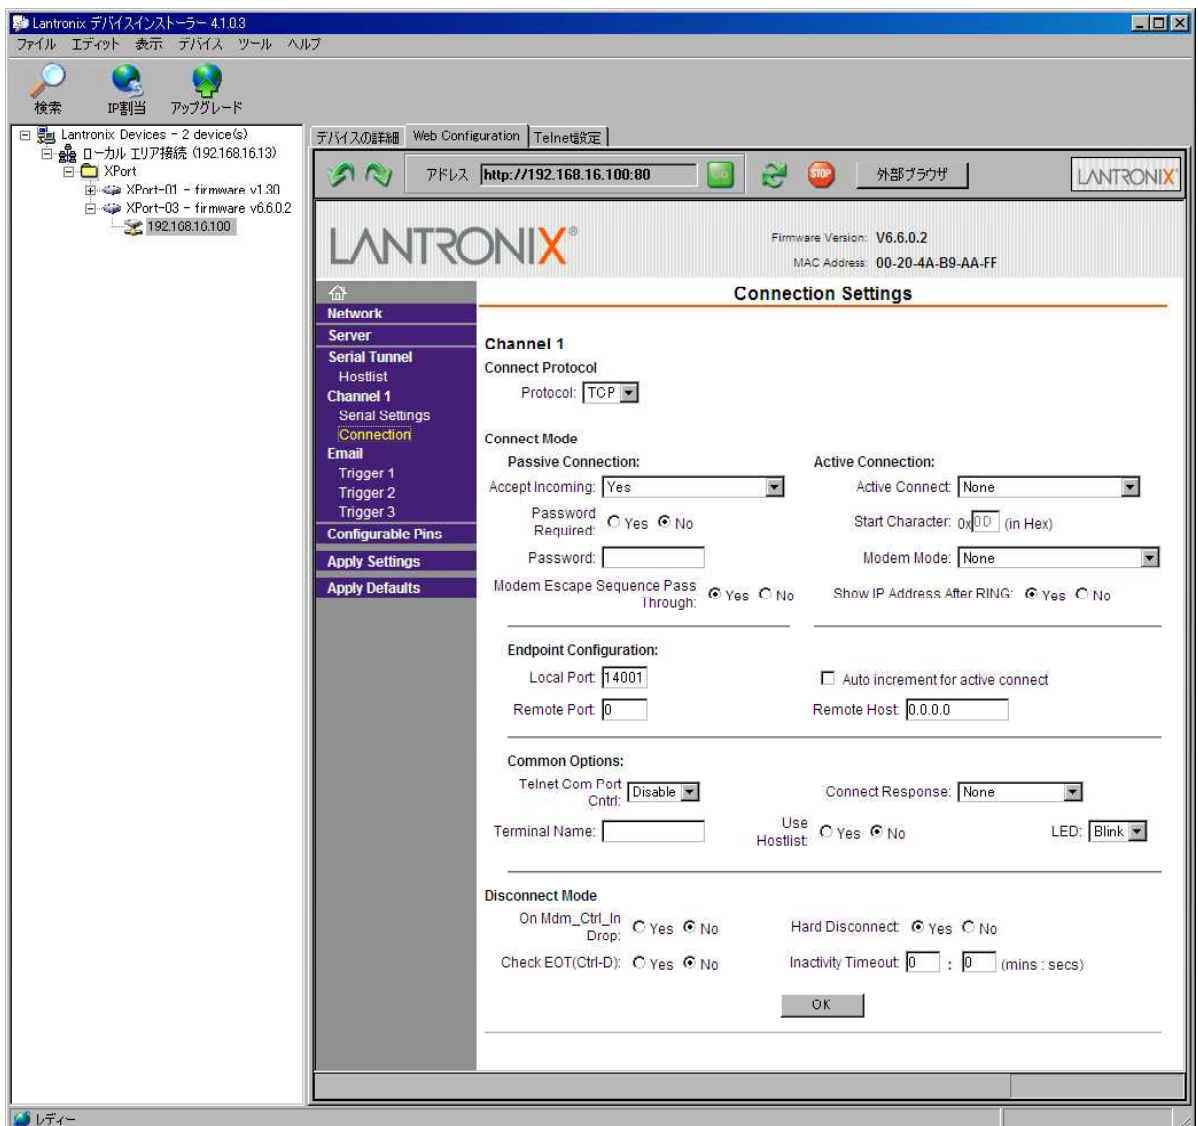 Lantronix デバイスインストーラー 4.1.0.3
ファイル エディット 表示 デバイス ツール ヘルプ
検索 IP割当 アップグレード
Lantronix Devices - 2 device(s)
ローカル エリア接続 (192.168.16.13)
XPort
XPort-01 - firmware v1.30
XPort-03 - firmware v6.6.0.2
192.168.16.100
デバイスの詳細 Web Configuration Telnet設定
アドレス http://192.168.16.100:80 GO STOP 外部ブラウザ LANTRONIX
LANTRONIX®
Firmware Version: V6.6.0.2
MAC Address: 00-20-4A-B9-AA-FF
Network
Server
Serial Tunnel
Hostlist
Channel 1
Serial Settings
Connection
Email
Trigger 1
Trigger 2
Trigger 3
Configurable Pins
Apply Settings
Apply Defaults
Connection Settings
Channel 1
Connect Protocol
Protocol: TCP
Connect Mode
Passive Connection: Active Connection:
Accept Incoming: Yes Active Connect: None
Password Required: Yes No Start Character: 0x0D (in Hex)
Password: Modem Mode: None
Modem Escape Sequence Pass Through: Yes No Show IP Address After RING: Yes No
Endpoint Configuration:
Local Port: 14001 Auto increment for active connect
Remote Port: 0 Remote Host: 0.0.0.0
Common Options:
Telnet Com Port Cntrl: Disable Connect Response: None
Terminal Name: Use Hostlist: Yes No LED: Blink
Disconnect Mode
On Mdm_Ctrl_In Drop: Yes No Hard Disconnect: Yes No
Check EOT(Ctrl-D): Yes No Inactivity Timeout: 0 : 0 (mins : secs)
OK
レディー